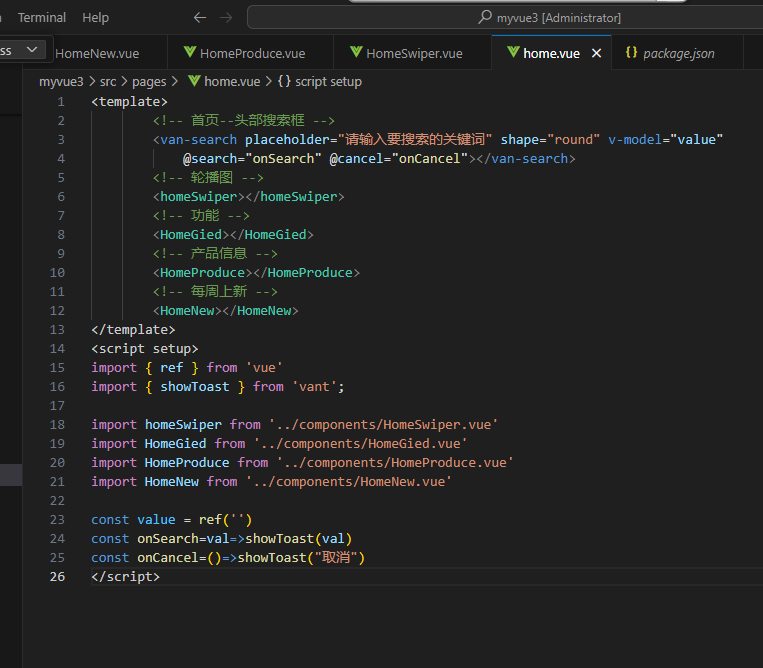 Terminal Help myvue3 [Administrator]
ss HomeNew.vue HomeProduce.vue HomeSwiper.vue home.vue package.json
myvue3 > src > pages > home.vue > {} script setup
1 <template>
2 <!-- 首页--头部搜索框 -->
3 <van-search placeholder="请输入要搜索的关键词" shape="round" v-model="value"
4 @search="onSearch" @cancel="onCancel"></van-search>
5 <!-- 轮播图 -->
6 <homeSwiper></homeSwiper>
7 <!-- 功能 -->
8 <HomeGied></HomeGied>
9 <!-- 产品信息 -->
10 <HomeProduce></HomeProduce>
11 <!-- 每周上新 -->
12 <HomeNew></HomeNew>
13 </template>
14 <script setup>
15 import { ref } from 'vue'
16 import { showToast } from 'vant';
17
18 import homeSwiper from '../components/HomeSwiper.vue'
19 import HomeGied from '../components/HomeGied.vue'
20 import HomeProduce from '../components/HomeProduce.vue'
21 import HomeNew from '../components/HomeNew.vue'
22
23 const value = ref('')
24 const onSearch=val=>showToast(val)
25 const onCancel=()=>showToast("取消")
26 </script>